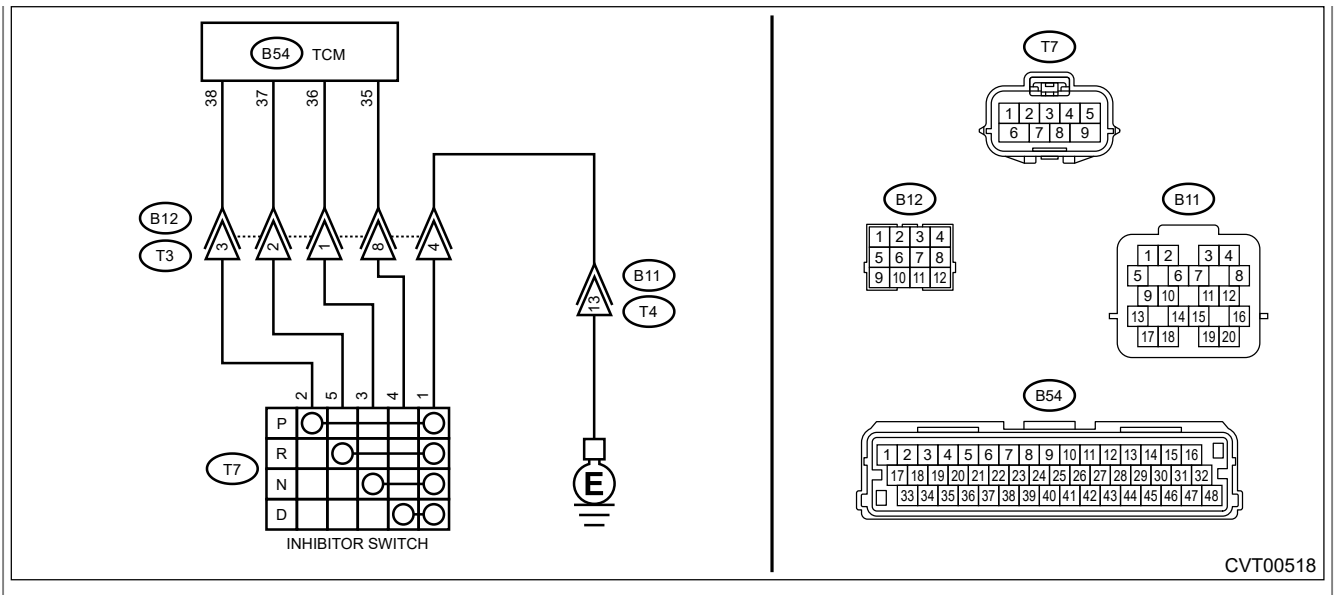 B54 TCM
38 37 36 35
B12
T3
3 2 1 8 4
B11
T4
13
2 5 3 4 1
P
R
N
D
T7
INHIBITOR SWITCH
E
T7
1 2 3 4 5
6 7 8 9
B12
1 2 3 4
5 6 7 8
9 10 11 12
B11
1 2 3 4
5 6 7 8
9 10 11 12
13 14 15 16
17 18 19 20
B54
1 2 3 4 5 6 7 8 9 10 11 12 13 14 15 16
17 18 19 20 21 22 23 24 25 26 27 28 29 30 31 32
33 34 35 36 37 38 39 40 41 42 43 44 45 46 47 48
CVT00518